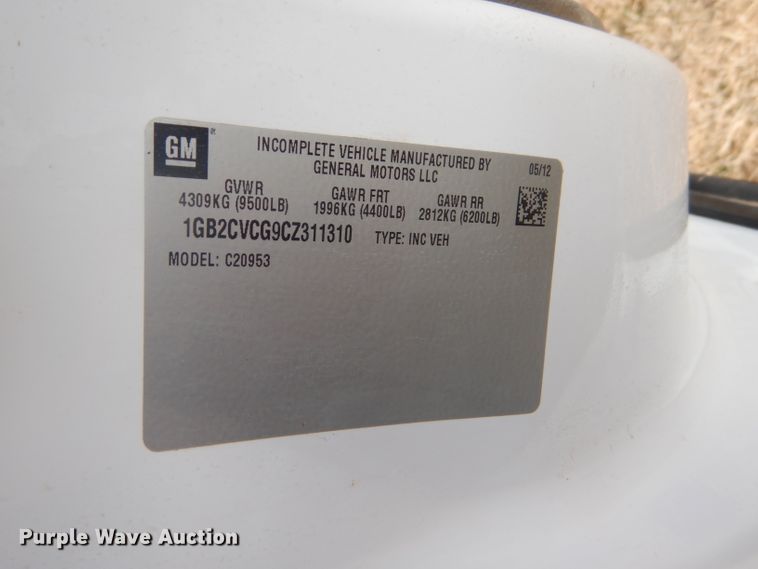 GM
INCOMPLETE VEHICLE MANUFACTURED BY
GENERAL MOTORS LLC
05/12
GVWR GAWR FRT GAWR RR
4309KG (9500LB) 1996KG (4400LB) 2812KG (6200LB)
1GB2CVCG9CZ311310 TYPE: INC VEH
MODEL: C20953
Purple Wave Auction